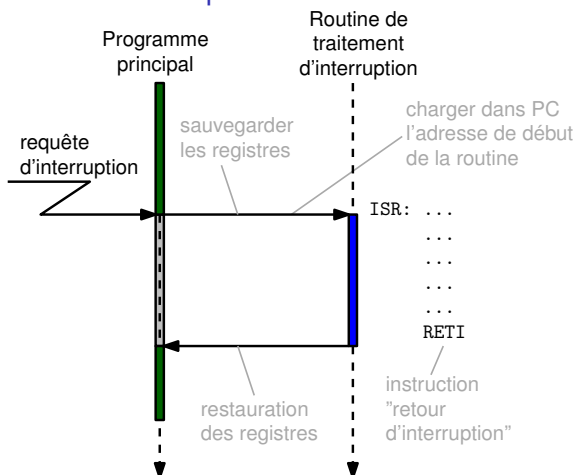 Programme
principal
Routine de
traitement
d'interruption
requête
d'interruption
sauvegarder
les registres
charger dans PC
l'adresse de début
de la routine
ISR: ...
...
...
...
...
RETI
restauration
des registres
instruction
"retour
d'interruption"